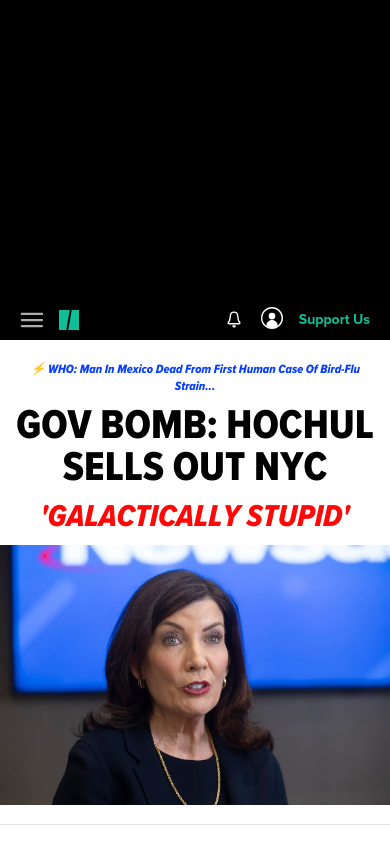 Support Us
⚡ WHO: Man In Mexico Dead From First Human Case Of Bird-Flu
Strain...
GOV BOMB: HOCHUL
SELLS OUT NYC
'GALACTICALLY STUPID'